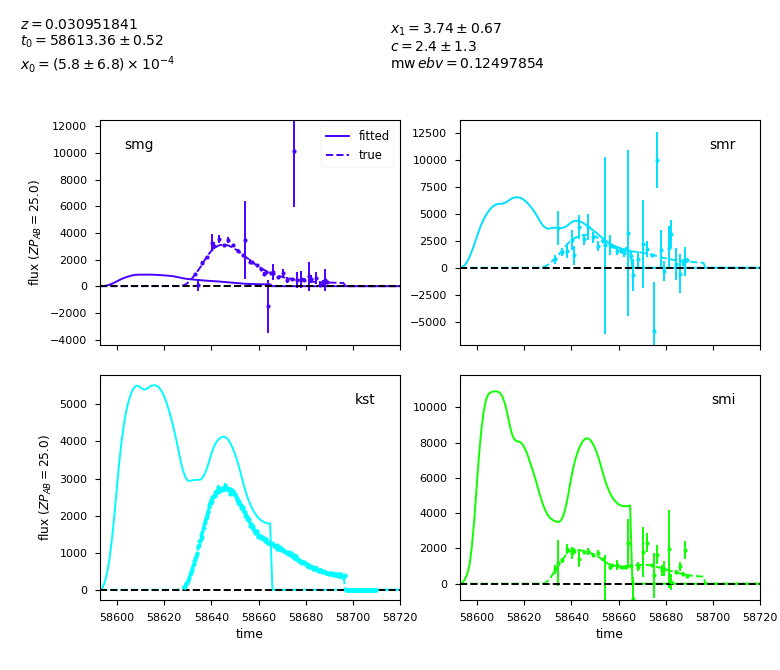 z = 0.030951841
t₀ = 58613.36 ± 0.52
x₀ = (5.8 ± 6.8) × 10⁻⁴
x₁ = 3.74 ± 0.67
c = 2.4 ± 1.3
mw ebv = 0.12497854
12000
10000
8000
6000
4000
2000
0
−2000
−4000
flux (ZP_AB = 25.0)
smg
fitted
true
12500
10000
7500
5000
2500
0
−2500
−5000
smr
5000
4000
3000
2000
1000
0
flux (ZP_AB = 25.0)
kst
58600 58620 58640 58660 58680 58700 58720
time
10000
8000
6000
4000
2000
0
smi
58600 58620 58640 58660 58680 58700 58720
time